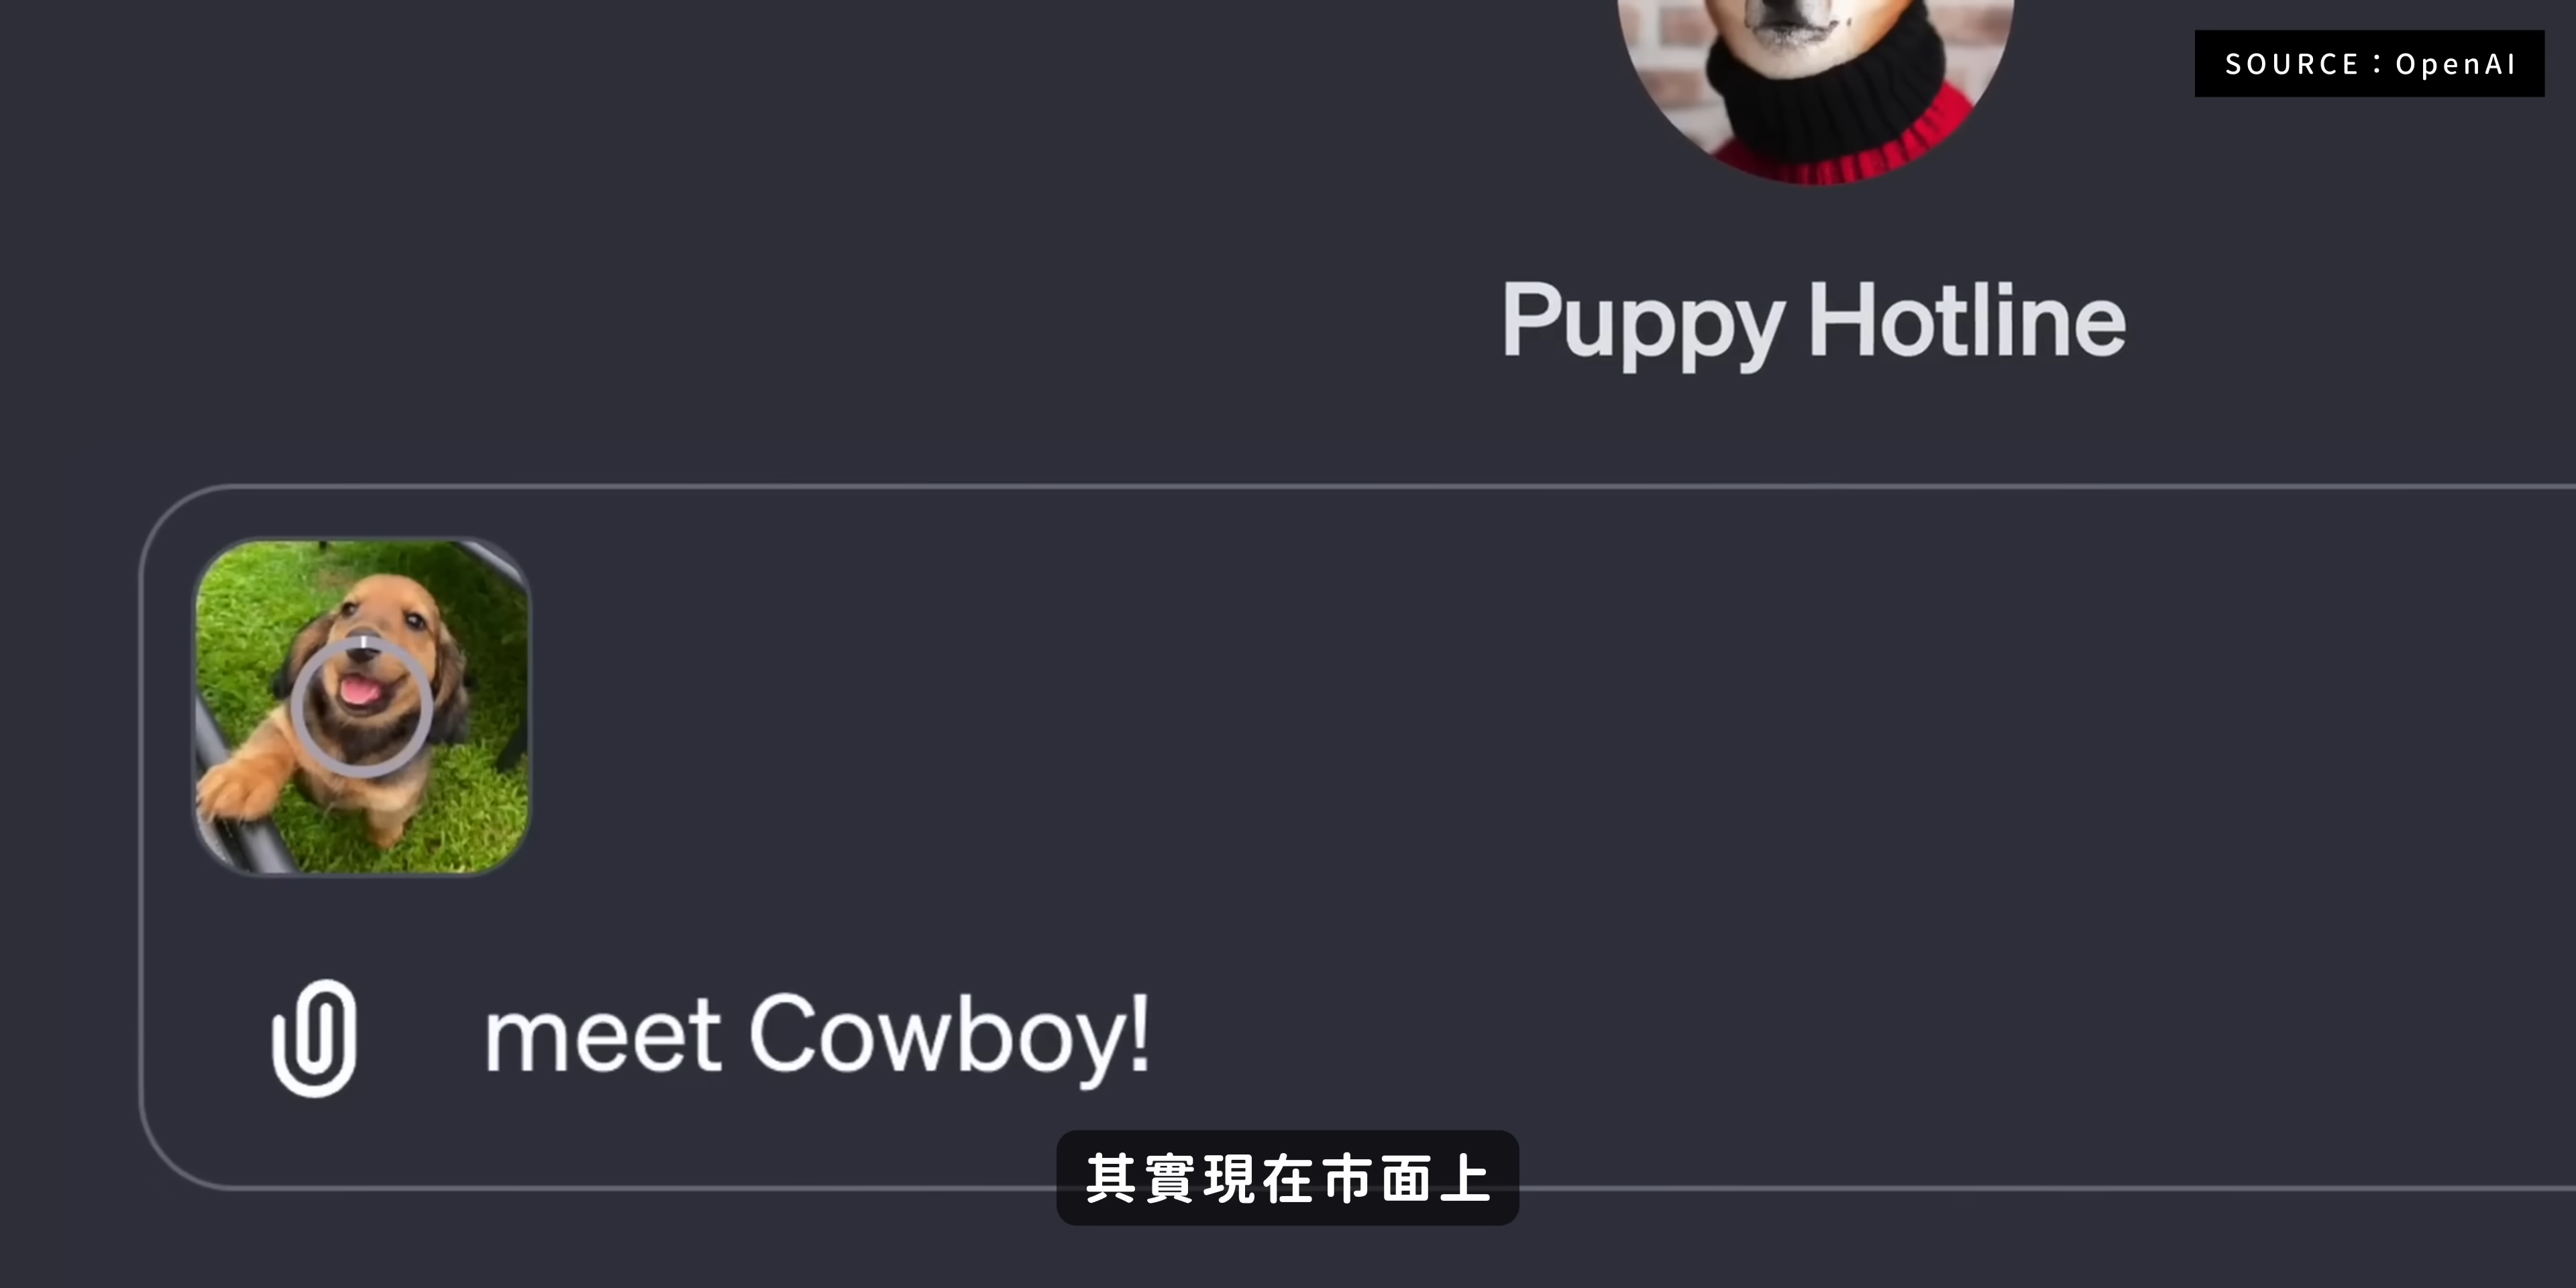 SOURCE：OpenAI
Puppy Hotline
meet Cowboy!
其實現在市面上